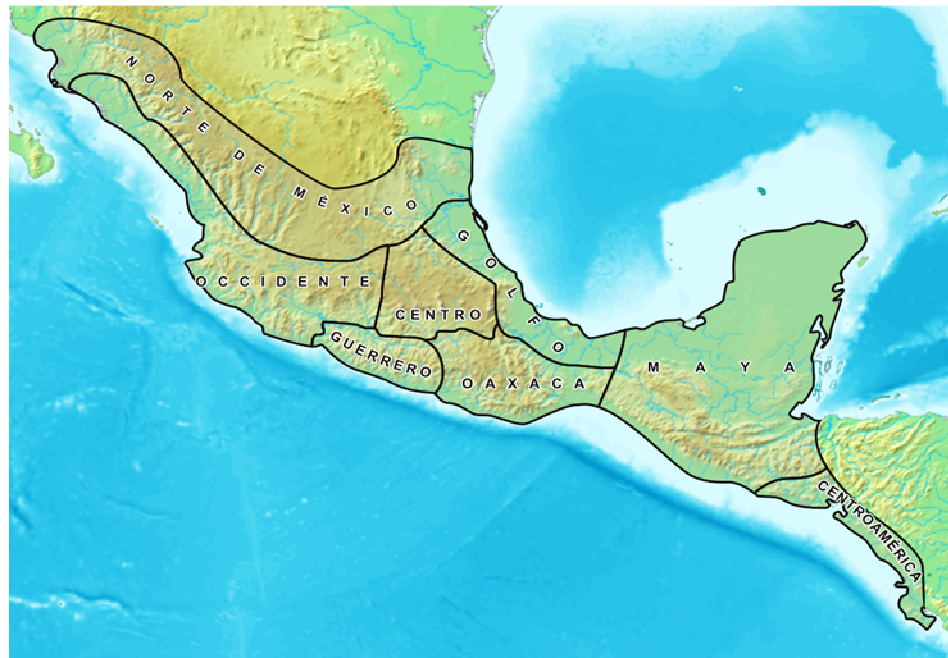 NORTE DE MÉXICO
GOLFO
OCCIDENTE
CENTRO
GUERRERO
OAXACA
MAYA
CENTROAMÉRICA